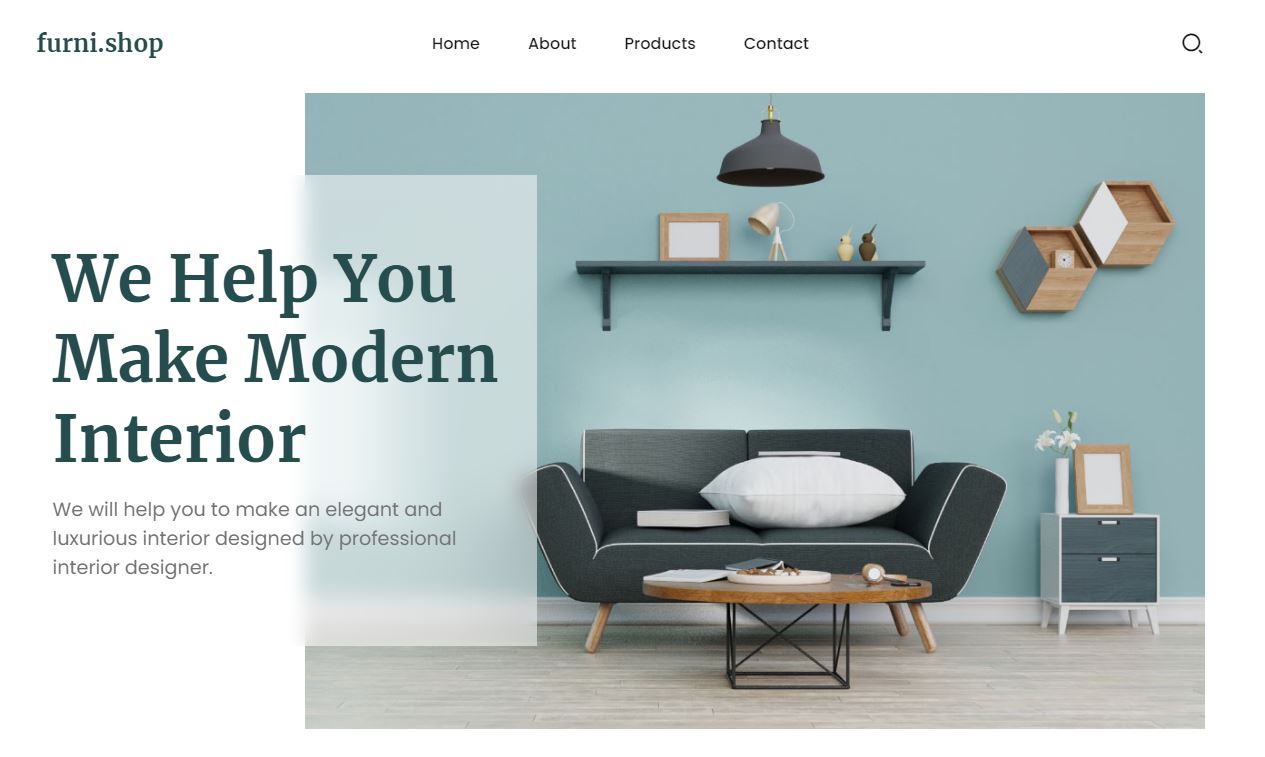 furni.shop
Home About Products Contact
We Help You
Make Modern
Interior
We will help you to make an elegant and
luxurious interior designed by professional
interior designer.